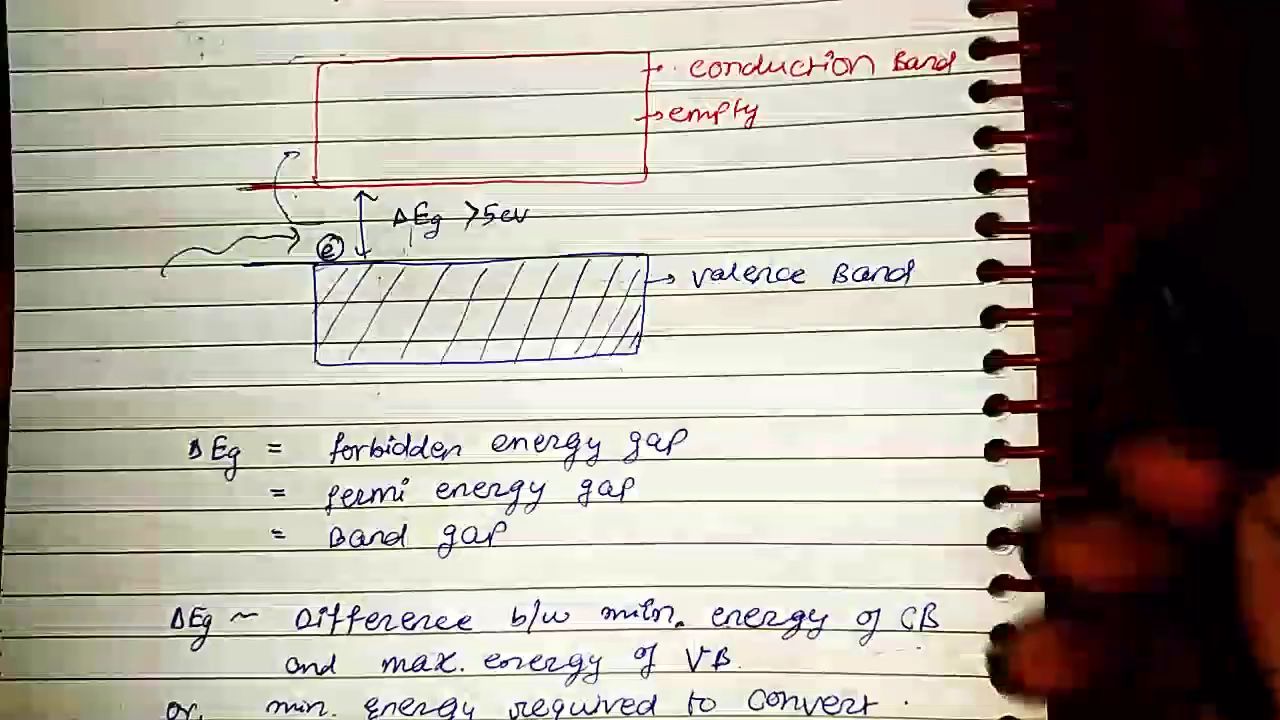 conduction Band
empty
ΔEg >5ev
e
valence Band
ΔEg = forbidden energy gap
= fermi energy gap
= Band gap
ΔEg ~ Difference b/w min. energy of CB
and max. energy of VB.
or, min. energy required to convert.